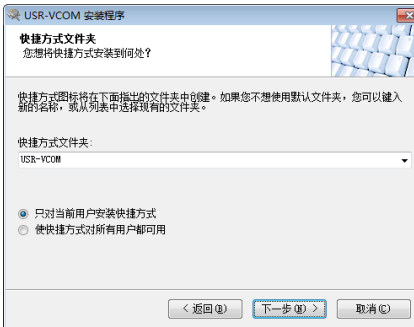 USR-VCOM 安装程序
快捷方式文件夹
您想将快捷方式安装到何处?
快捷方式图标将在下面指出的文件夹中创建。如果您不想使用默认文件夹，您可以键入
新的名称，或从列表中选择现有的文件夹。
快捷方式文件夹:
USR-VCOM
只对当前用户安装快捷方式
使快捷方式对所有用户都可用
< 返回(B)
下一步(N) >
取消(C)